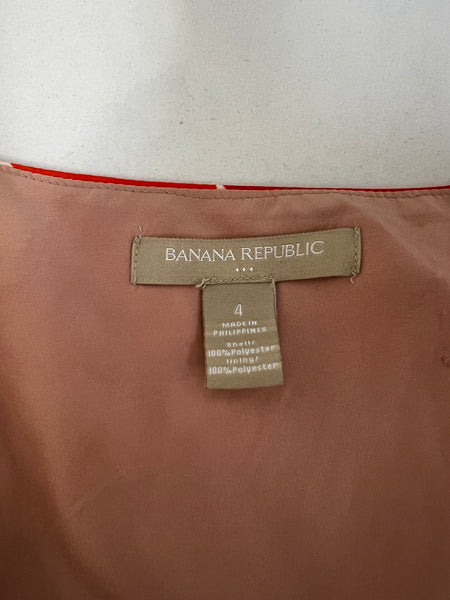 BANANA REPUBLIC
4
MADE IN
PHILIPPINES
Shell/
100%Polyester
lining/
100%Polyester